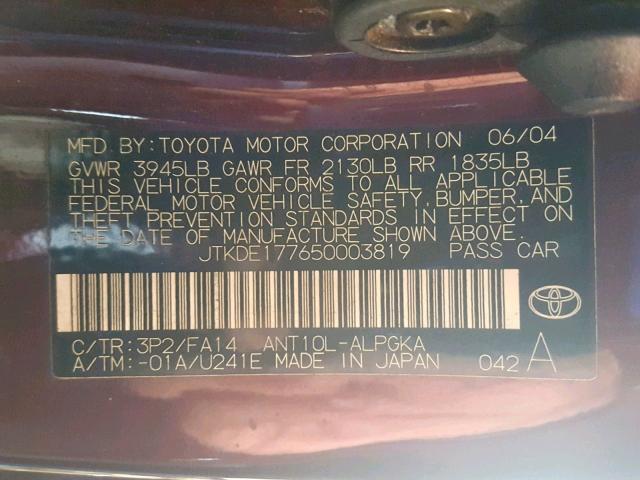 MFD. BY: TOYOTA MOTOR CORPORATION 06/04
GVWR 3945LB GAWR FR 2130LB RR 1835LB
THIS VEHICLE CONFORMS TO ALL APPLICABLE
FEDERAL MOTOR VEHICLE SAFETY, BUMPER, AND
THEFT PREVENTION STANDARDS IN EFFECT ON
THE DATE OF MANUFACTURE SHOWN ABOVE.
JTKDE177650003819 PASS CAR
C/TR: 3P2/FA14 ANT10L-ALPGKA
A/TM: -01A/U241E MADE IN JAPAN 042 A